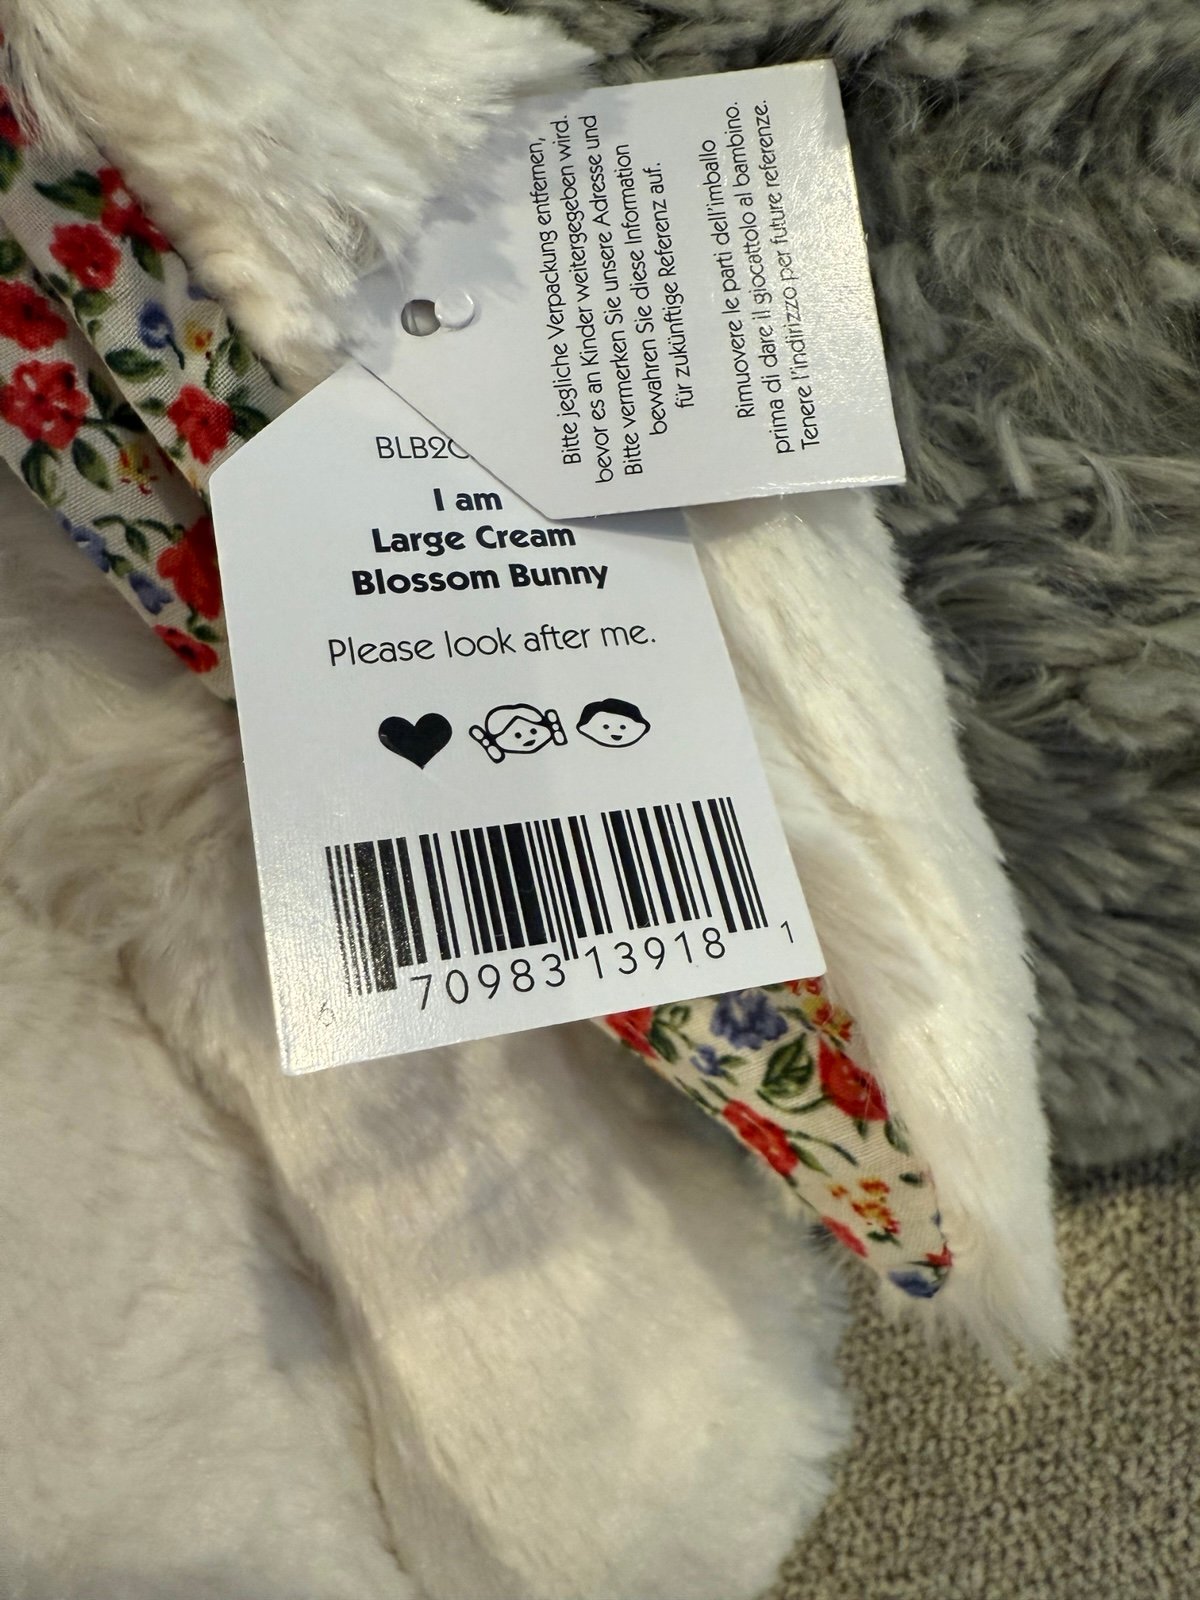 Bitte jegliche Verpackung entfernen,
bevor es an Kinder weitergegeben wird.
Bitte vermerken Sie unsere Adresse und
bewahren Sie diese Information
für zukünftige Referenz auf.
Rimuovere le parti dell'imballo
prima di dare il giocattolo al bambino.
Tenere l'indirizzo per future referenze.
I am
Large Cream
Blossom Bunny
Please look after me.
70983 13918 1